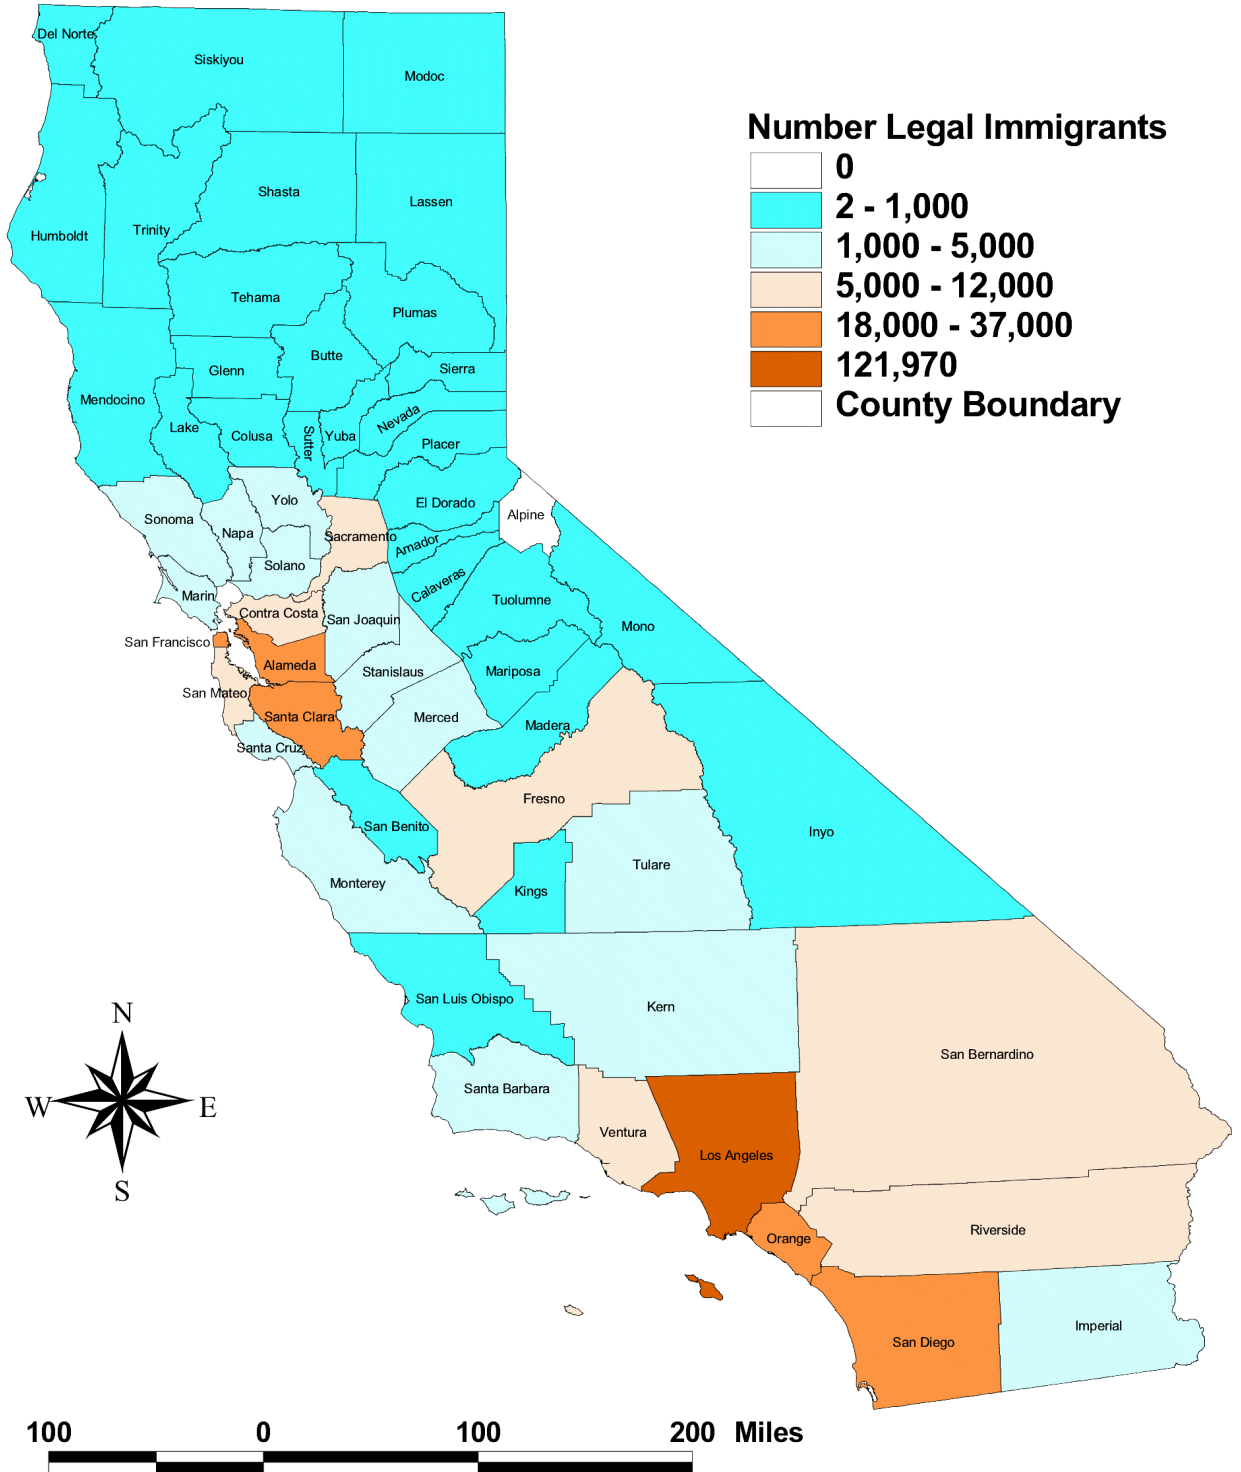 Del Norte
Siskiyou
Modoc
Number Legal Immigrants
0
2 - 1,000
1,000 - 5,000
5,000 - 12,000
18,000 - 37,000
121,970
County Boundary
Shasta
Lassen
Humboldt
Trinity
Tehama
Plumas
Butte
Glenn
Sierra
Mendocino
Lake
Colusa
Sutter
Yuba
Nevada
Placer
Yolo
El Dorado
Alpine
Sonoma
Napa
Sacramento
Amador
Solano
Calaveras
Marin
Tuolumne
Contra Costa
San Joaquin
Mono
San Francisco
Alameda
Stanislaus
Mariposa
San Mateo
Santa Clara
Merced
Madera
Santa Cruz
Fresno
San Benito
Inyo
Tulare
Monterey
Kings
San Luis Obispo
Kern
N
W
E
S
San Bernardino
Santa Barbara
Ventura
Los Angeles
Orange
Riverside
San Diego
Imperial
100 0 100 200 Miles